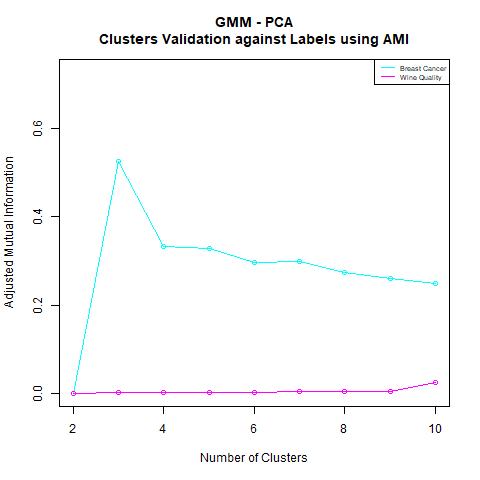 GMM - PCA
Clusters Validation against Labels using AMI
Breast Cancer
Wine Quality
Adjusted Mutual Information
0.6
0.4
0.2
0.0
2 4 6 8 10
Number of Clusters